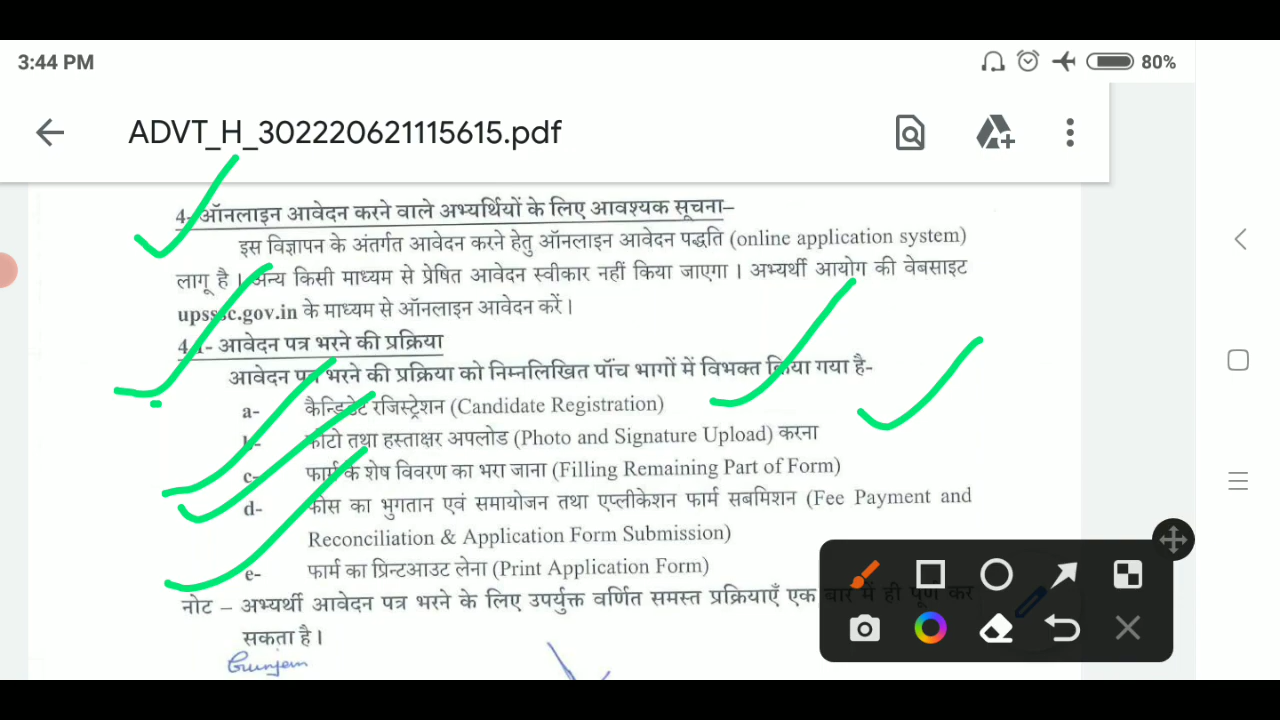 3:44 PM
80%
ADVT_H_302220621115615.pdf
4- ऑनलाइन आवेदन करने वाले अभ्यर्थियों के लिए आवश्यक सूचना–
इस विज्ञापन के अंतर्गत आवेदन करने हेतु ऑनलाइन आवेदन पद्धति (online application system)
लागू है । अन्य किसी माध्यम से प्रेषित आवेदन स्वीकार नहीं किया जाएगा । अभ्यर्थी आयोग की वेबसाइट
upsssc.gov.in के माध्यम से ऑनलाइन आवेदन करें ।
4.1- आवेदन पत्र भरने की प्रक्रिया
आवेदन पत्र भरने की प्रक्रिया को निम्नलिखित पॉंच भागों में विभक्त किया गया है-
a- कैन्डिडेट रजिस्ट्रेशन (Candidate Registration)
b- फोटो तथा हस्ताक्षर अपलोड (Photo and Signature Upload) करना
c- फार्म के शेष विवरण का भरा जाना (Filling Remaining Part of Form)
d- फीस का भुगतान एवं समायोजन तथा एप्लीकेशन फार्म सबमिशन (Fee Payment and
Reconciliation & Application Form Submission)
e- फार्म का प्रिन्टआउट लेना (Print Application Form)
नोट – अभ्यर्थी आवेदन पत्र भरने के लिए उपर्युक्त वर्णित समस्त प्रक्रियाएँ एक बार में ही पूर्ण कर
सकता है ।
Gunjan